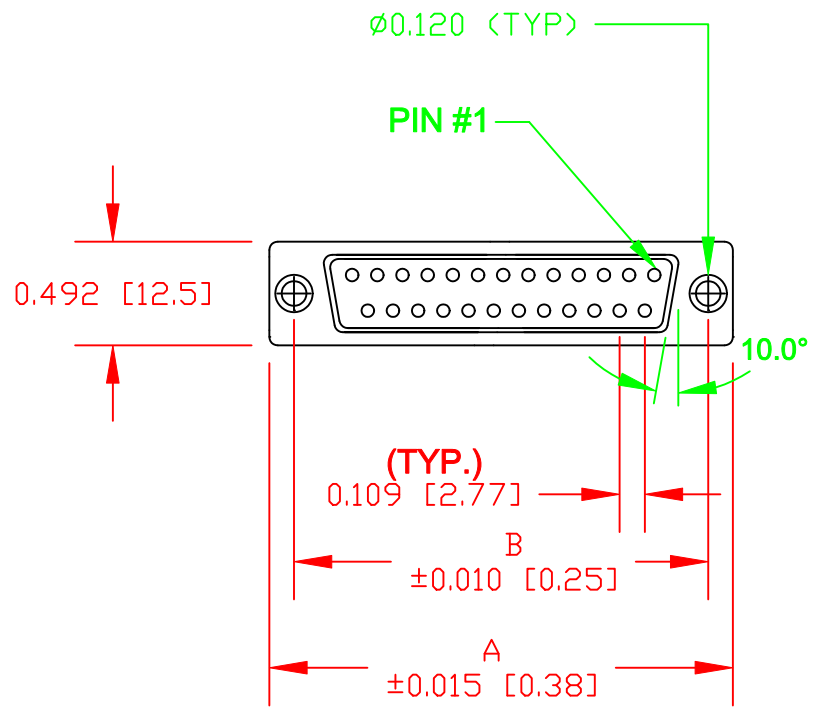 Ø0.120 (TYP)
PIN #1
0.492 [12.5]
10.0°
(TYP.)
0.109 [2.77]
B
±0.010 [0.25]
A
±0.015 [0.38]